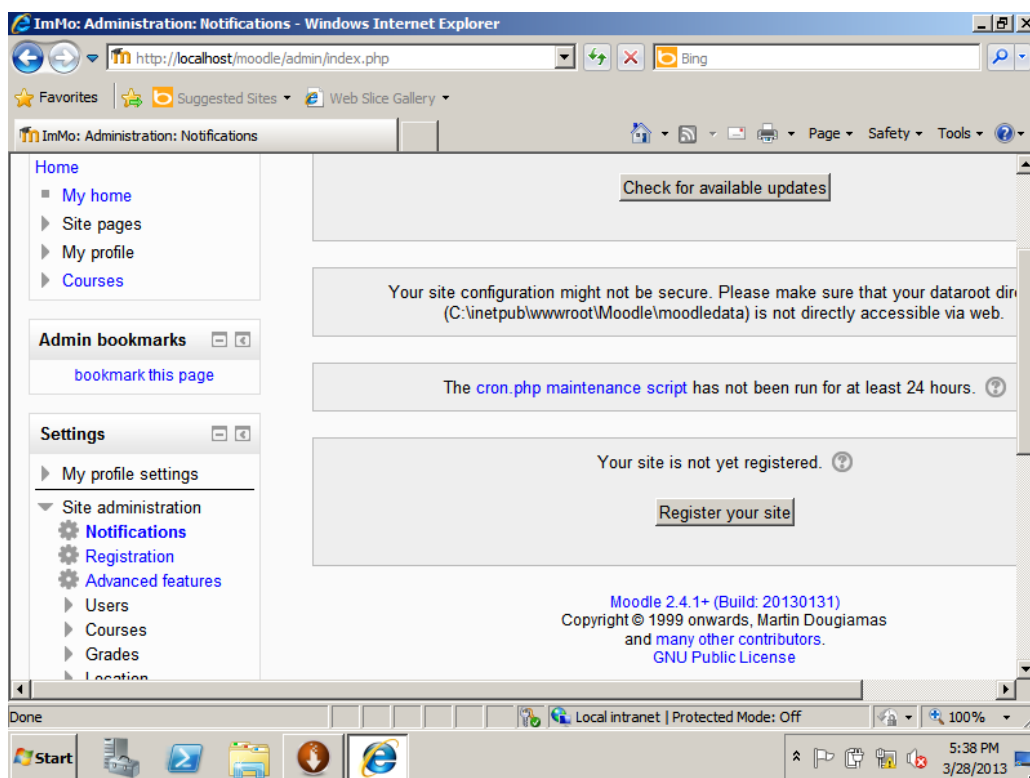 ImMo: Administration: Notifications - Windows Internet Explorer
http://localhost/moodle/admin/index.php
Bing
Favorites Suggested Sites Web Slice Gallery
ImMo: Administration: Notifications
Page Safety Tools
Home
My home
Site pages
My profile
Courses
Admin bookmarks
bookmark this page
Settings
My profile settings
Site administration
Notifications
Registration
Advanced features
Users
Courses
Grades
Location
Check for available updates
Your site configuration might not be secure. Please make sure that your dataroot dire
(C:\inetpub\wwwroot\Moodle\moodledata) is not directly accessible via web.
The cron.php maintenance script has not been run for at least 24 hours.
Your site is not yet registered.
Register your site
Moodle 2.4.1+ (Build: 20130131)
Copyright © 1999 onwards, Martin Dougiamas
and many other contributors.
GNU Public License
Done
Local intranet | Protected Mode: Off
100%
Start
5:38 PM
3/28/2013